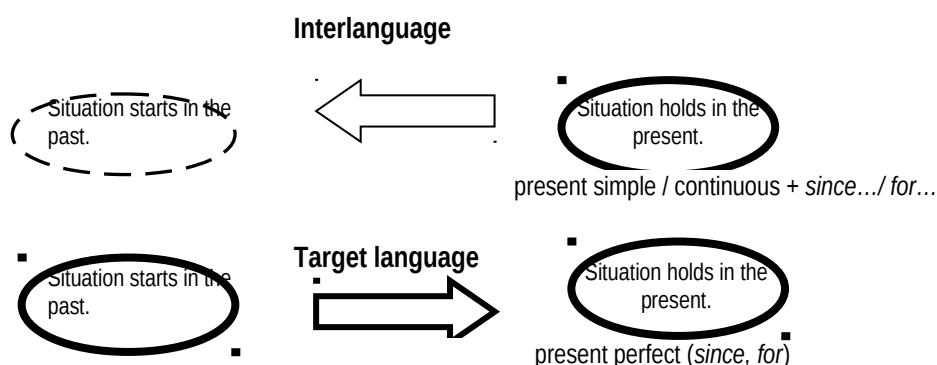 Interlanguage
Situation starts in the
past.
Situation holds in the
present.
present simple / continuous + since…/ for…
Target language
Situation starts in the
past.
Situation holds in the
present.
present perfect (since, for)